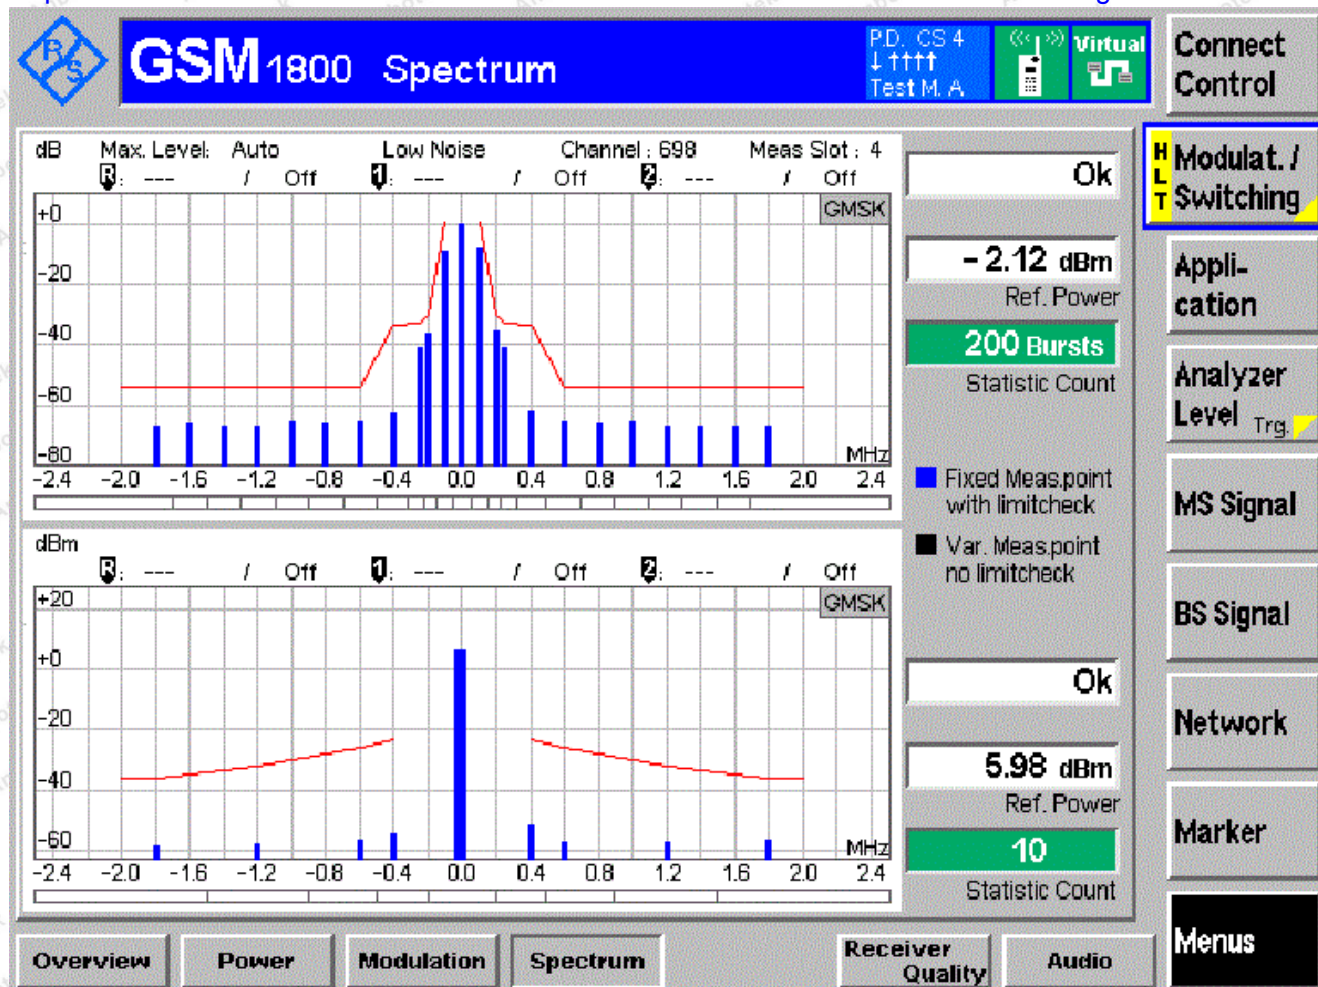 R S
GSM 1800 Spectrum
P.D. CS 4
↓ ↑↑↑↑
Test M. A.
Virtual
Connect
Control
dB Max. Level: Auto Low Noise Channel : 698 Meas Slot : 4
R: --- / Off 1: --- / Off 2: --- / Off
GMSK
+0
-20
-40
-60
-80
MHz
-2.4 -2.0 -1.6 -1.2 -0.8 -0.4 0.0 0.4 0.8 1.2 1.6 2.0 2.4
Ok
- 2.12 dBm
Ref. Power
200 Bursts
Statistic Count
Fixed Meas.point
with limitcheck
Var. Meas.point
no limitcheck
dBm
R: --- / Off 1: --- / Off 2: --- / Off
GMSK
+20
+0
-20
-40
-60
MHz
-2.4 -2.0 -1.6 -1.2 -0.8 -0.4 0.0 0.4 0.8 1.2 1.6 2.0 2.4
Ok
5.98 dBm
Ref. Power
10
Statistic Count
HLT
Modulat. /
Switching
Appli-
cation
Analyzer
Level Trg.
MS Signal
BS Signal
Network
Marker
Menus
Overview
Power
Modulation
Spectrum
Receiver
Quality
Audio